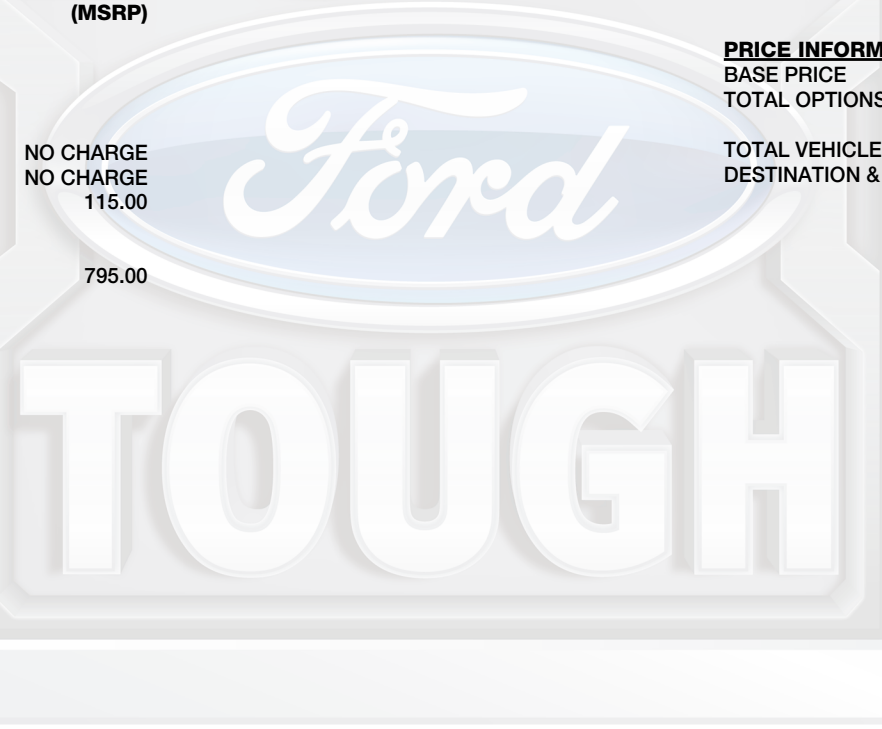 (MSRP)
NO CHARGE
NO CHARGE
115.00
795.00
PRICE INFORM
BASE PRICE
TOTAL OPTIONS
TOTAL VEHICLE
DESTINATION &
Ford
TOUGH